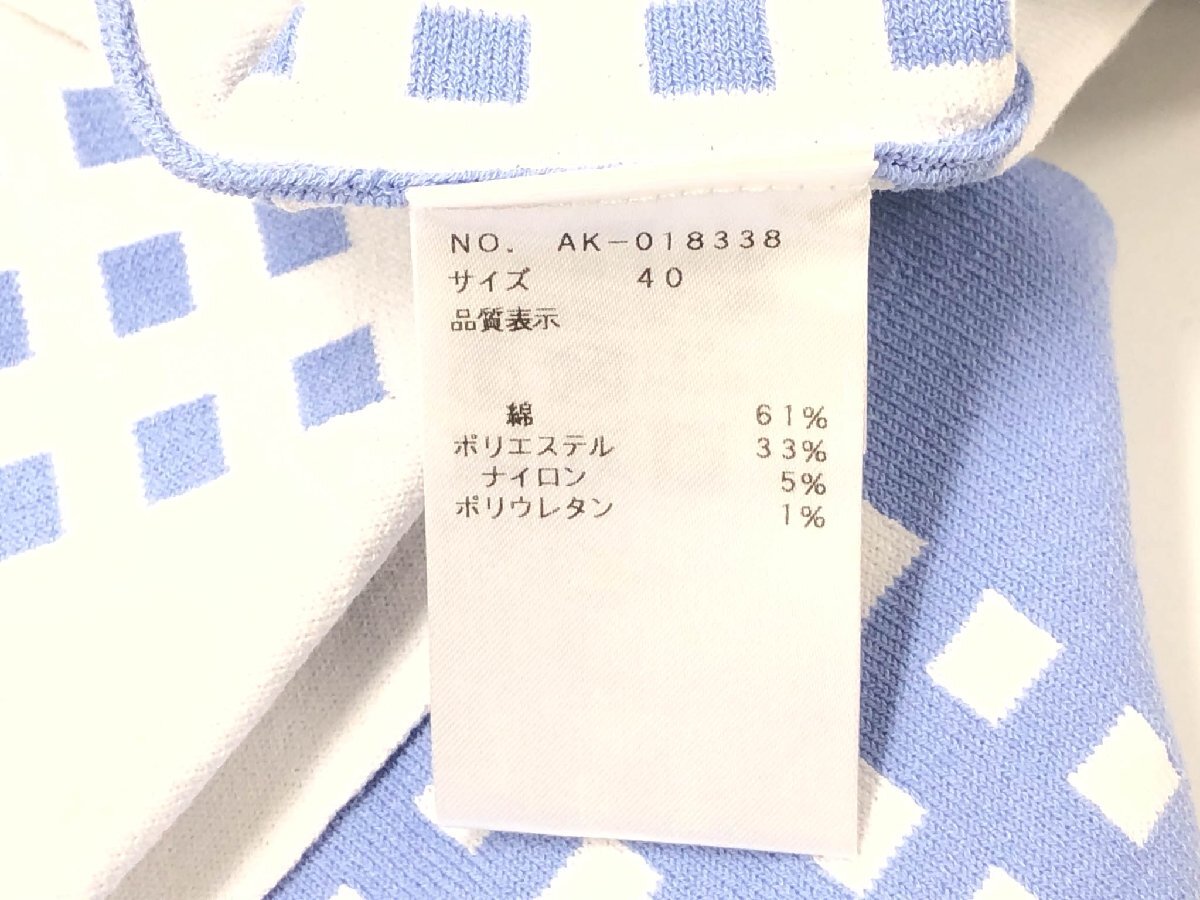 NO. AK-018338
サイズ 40
品質表示
綿 61%
ポリエステル 33%
ナイロン 5%
ポリウレタン 1%